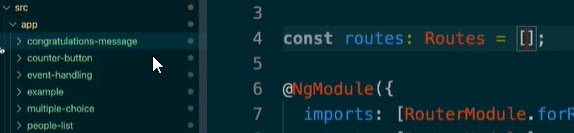 src
app
congratulations-message
counter-button
event-handling
example
multiple-choice
people-list
3
4 const routes: Routes = [];
5
6 @NgModule({
7 imports: [RouterModule.forR